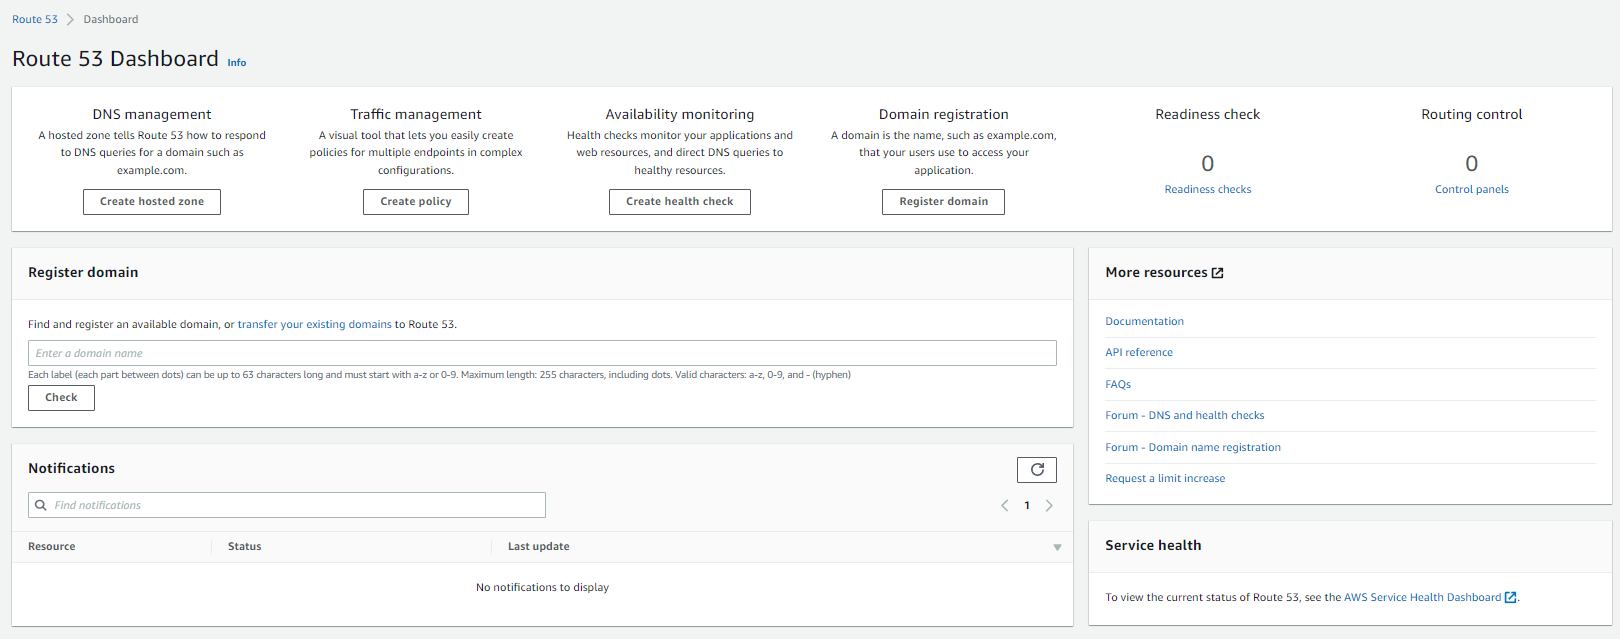 Route 53 Dashboard
Route 53 Dashboard Info
DNS management
A hosted zone tells Route 53 how to respond
to DNS queries for a domain such as
example.com.
Create hosted zone
Traffic management
A visual tool that lets you easily create
policies for multiple endpoints in complex
configurations.
Create policy
Availability monitoring
Health checks monitor your applications and
web resources, and direct DNS queries to
healthy resources.
Create health check
Domain registration
A domain is the name, such as example.com,
that your users use to access your
application.
Register domain
Readiness check
0
Readiness checks
Routing control
0
Control panels
Register domain
Find and register an available domain, or transfer your existing domains to Route 53.
Enter a domain name
Each label (each part between dots) can be up to 63 characters long and must start with a-z or 0-9. Maximum length: 255 characters, including dots. Valid characters: a-z, 0-9, and - (hyphen)
Check
Notifications
Find notifications
1
Resource Status Last update
No notifications to display
More resources
Documentation
API reference
FAQs
Forum - DNS and health checks
Forum - Domain name registration
Request a limit increase
Service health
To view the current status of Route 53, see the AWS Service Health Dashboard .